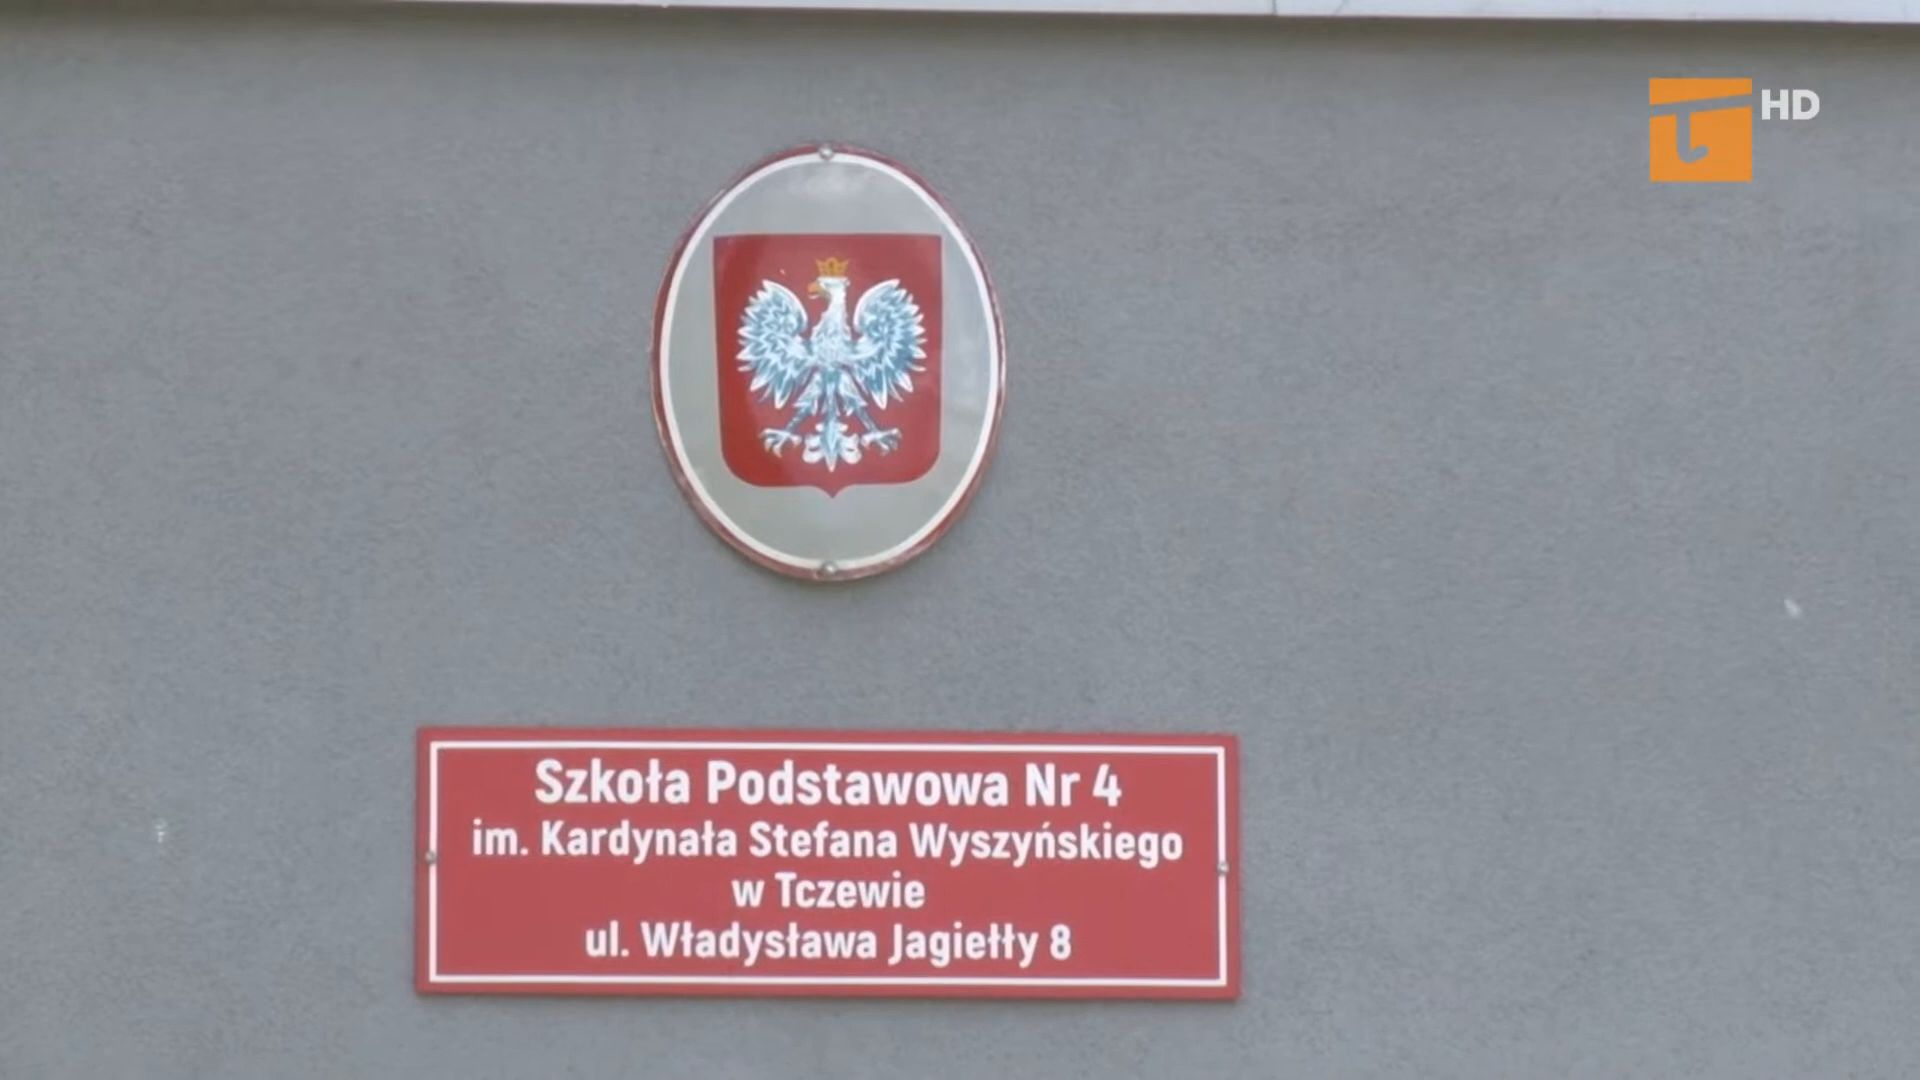 HD
Szkoła Podstawowa Nr 4
im. Kardynała Stefana Wyszyńskiego
w Tczewie
ul. Władysława Jagiełły 8